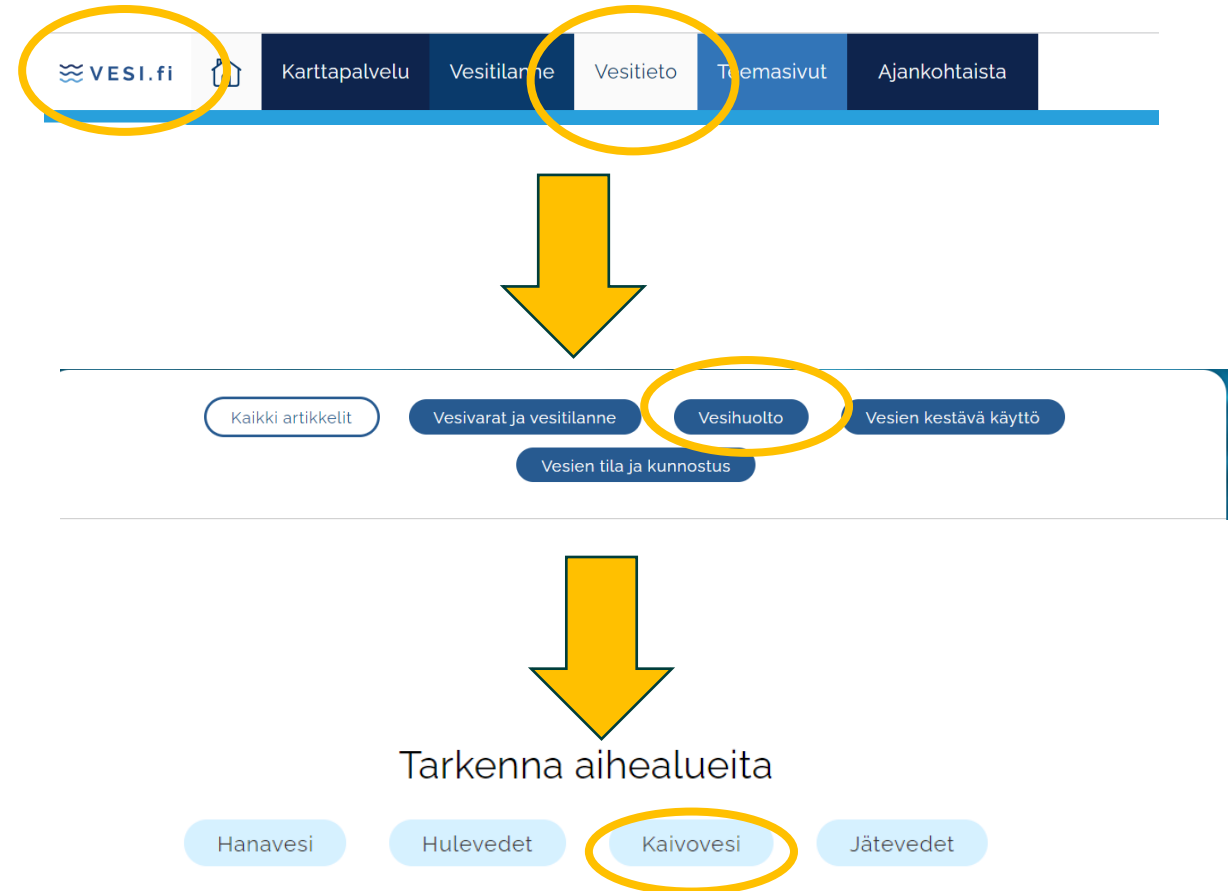 VESI.fi Karttapalvelu Vesitilanne Vesitieto Teemasivut Ajankohtaista
Kaikki artikkelit Vesivarat ja vesitilanne Vesihuolto Vesien kestävä käyttö
Vesien tila ja kunnostus
Tarkenna aihealueita
Hanavesi Hulevedet Kaivovesi Jätevedet